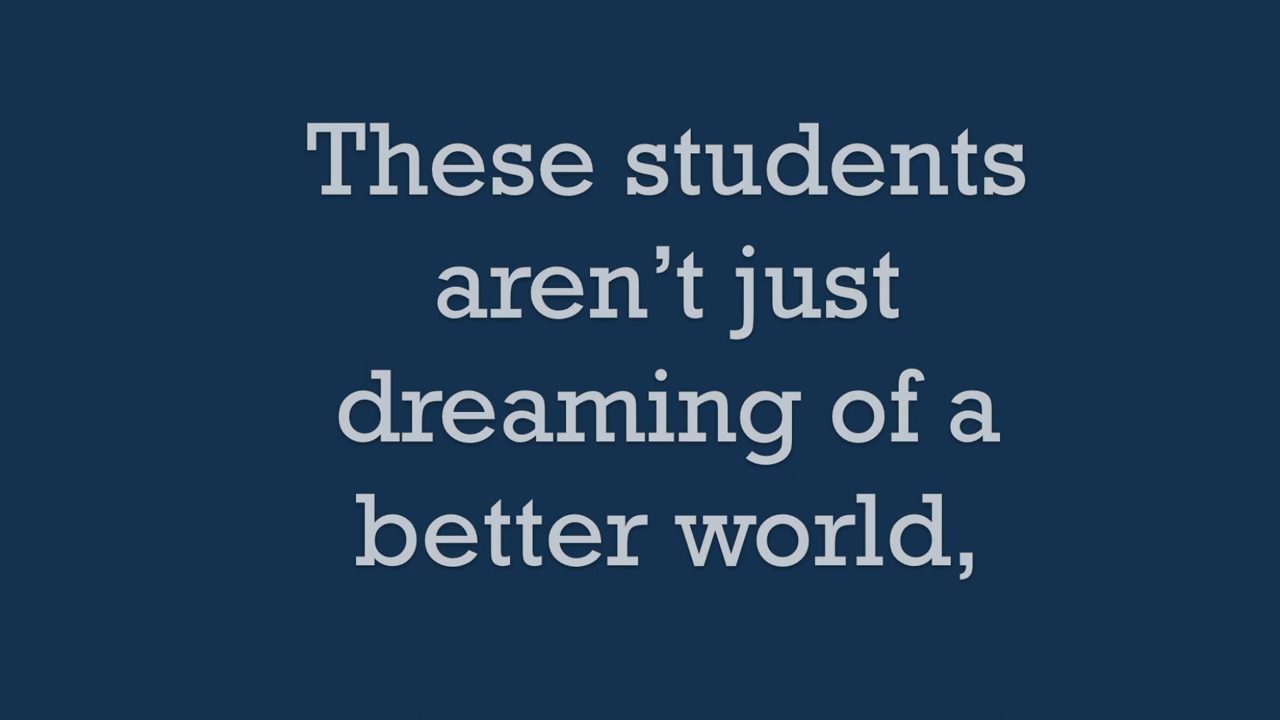 These students
aren’t just
dreaming of a
better world,